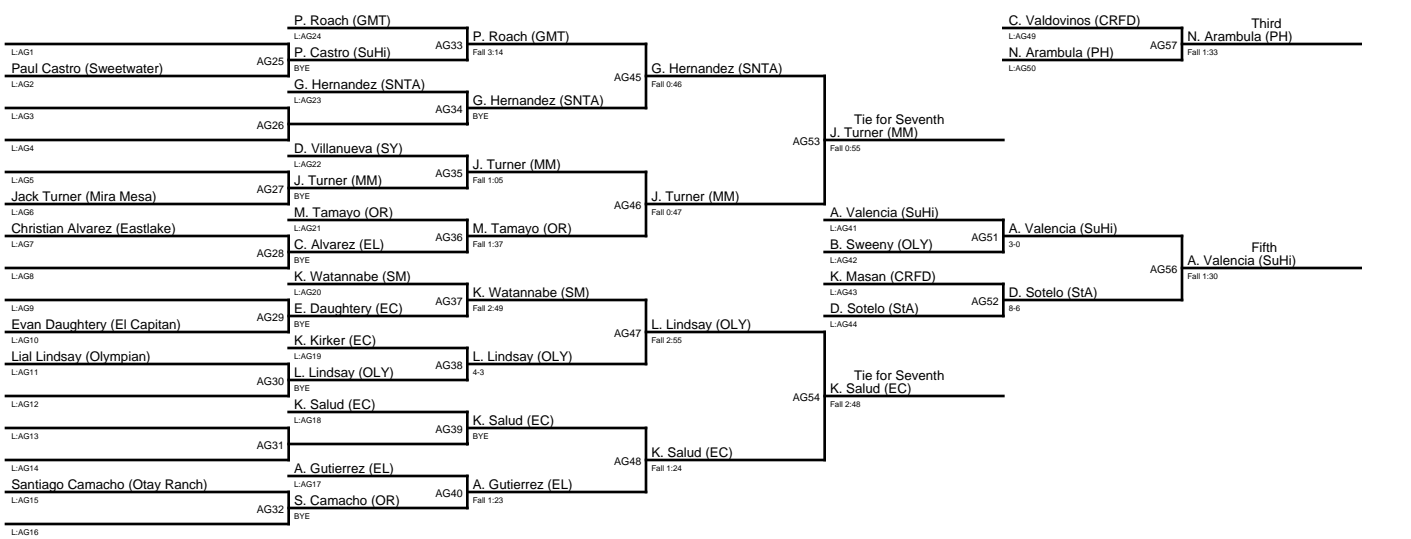 P. Roach (GMT)
L:AG24
AG33
P. Roach (GMT)
Fall 3:14
L:AG1
AG25
P. Castro (SuHi)
BYE
Paul Castro (Sweetwater)
L:AG2
AG45
G. Hernandez (SNTA)
Fall 0:46
G. Hernandez (SNTA)
L:AG23
AG34
G. Hernandez (SNTA)
BYE
L:AG3
AG26
L:AG4
AG53
Tie for Seventh
J. Turner (MM)
Fall 0:55
D. Villanueva (SY)
L:AG22
AG35
J. Turner (MM)
Fall 1:05
L:AG5
AG27
J. Turner (MM)
BYE
Jack Turner (Mira Mesa)
L:AG6
AG46
J. Turner (MM)
Fall 0:47
M. Tamayo (OR)
L:AG21
AG36
M. Tamayo (OR)
Fall 1:37
Christian Alvarez (Eastlake)
L:AG7
AG28
C. Alvarez (EL)
BYE
L:AG8
K. Watannabe (SM)
L:AG20
AG37
K. Watannabe (SM)
Fall 2:49
L:AG9
AG29
E. Daughtery (EC)
BYE
Evan Daughtery (El Capitan)
L:AG10
AG47
L. Lindsay (OLY)
Fall 2:55
K. Kirker (EC)
L:AG19
AG38
L. Lindsay (OLY)
4-3
Lial Lindsay (Olympian)
L:AG11
AG30
L. Lindsay (OLY)
BYE
L:AG12
AG54
Tie for Seventh
K. Salud (EC)
Fall 2:48
K. Salud (EC)
L:AG18
AG39
K. Salud (EC)
BYE
L:AG13
AG31
L:AG14
AG48
K. Salud (EC)
Fall 1:24
A. Gutierrez (EL)
L:AG17
AG40
A. Gutierrez (EL)
Fall 1:23
Santiago Camacho (Otay Ranch)
L:AG15
AG32
S. Camacho (OR)
BYE
L:AG16
A. Valencia (SuHi)
L:AG41
AG51
A. Valencia (SuHi)
3-0
B. Sweeny (OLY)
L:AG42
AG56
Fifth
A. Valencia (SuHi)
Fall 1:30
K. Masan (CRFD)
L:AG43
AG52
D. Sotelo (StA)
8-6
D. Sotelo (StA)
L:AG44
C. Valdovinos (CRFD)
L:AG49
AG57
Third
N. Arambula (PH)
Fall 1:33
N. Arambula (PH)
L:AG50